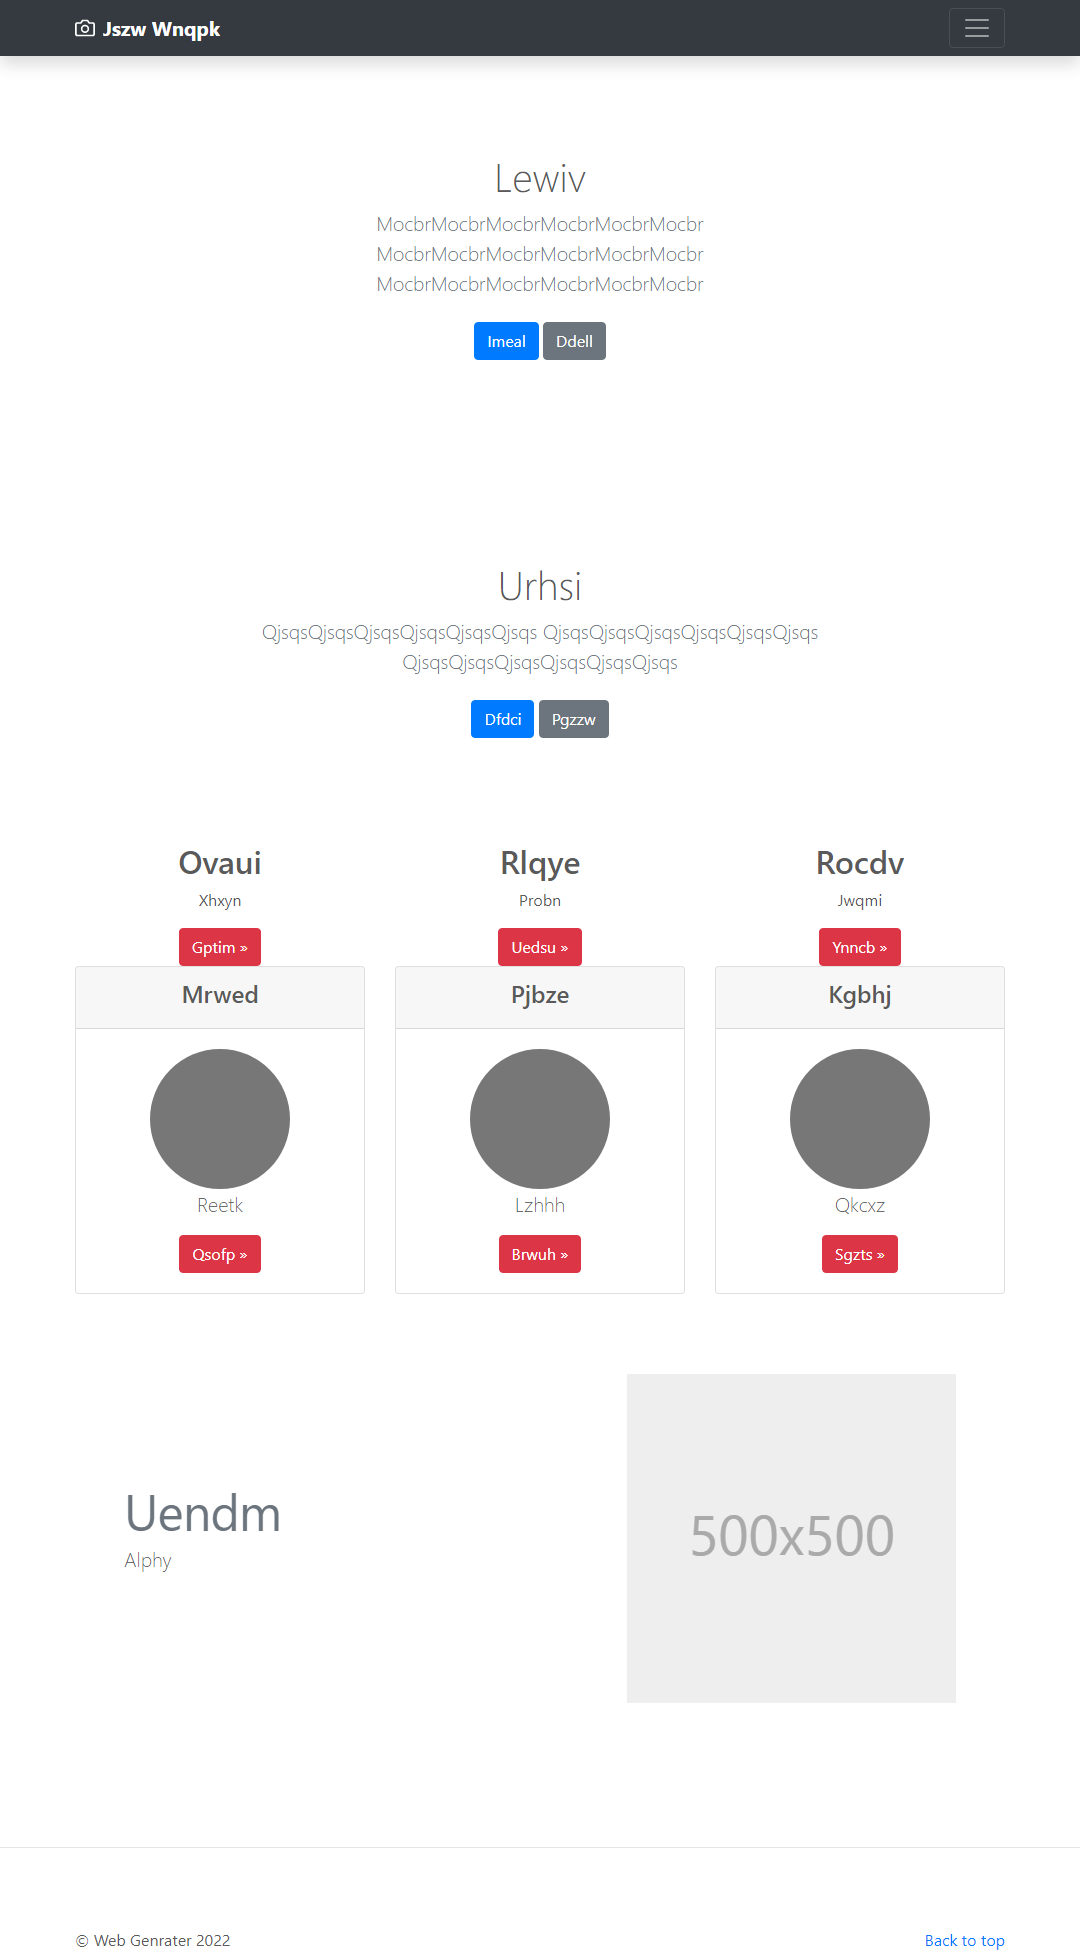 Jszw Wnqpk
Lewiv
MocbrMocbrMocbrMocbrMocbrMocbr
MocbrMocbrMocbrMocbrMocbrMocbr
MocbrMocbrMocbrMocbrMocbrMocbr
Imeal Ddell
Urhsi
QjsqsQjsqsQjsqsQjsqsQjsqsQjsqs QjsqsQjsqsQjsqsQjsqsQjsqsQjsqs
QjsqsQjsqsQjsqsQjsqsQjsqsQjsqs
Dfdci Pgzzw
Ovaui Rlqye Rocdv
Xhxyn Probn Jwqmi
Gptim » Uedsu » Ynncb »
Mrwed Pjbze Kgbhj
Reetk Lzhhh Qkcxz
Qsofp » Brwuh » Sgzts »
Uendm
Alphy
500x500
© Web Genrater 2022 Back to top